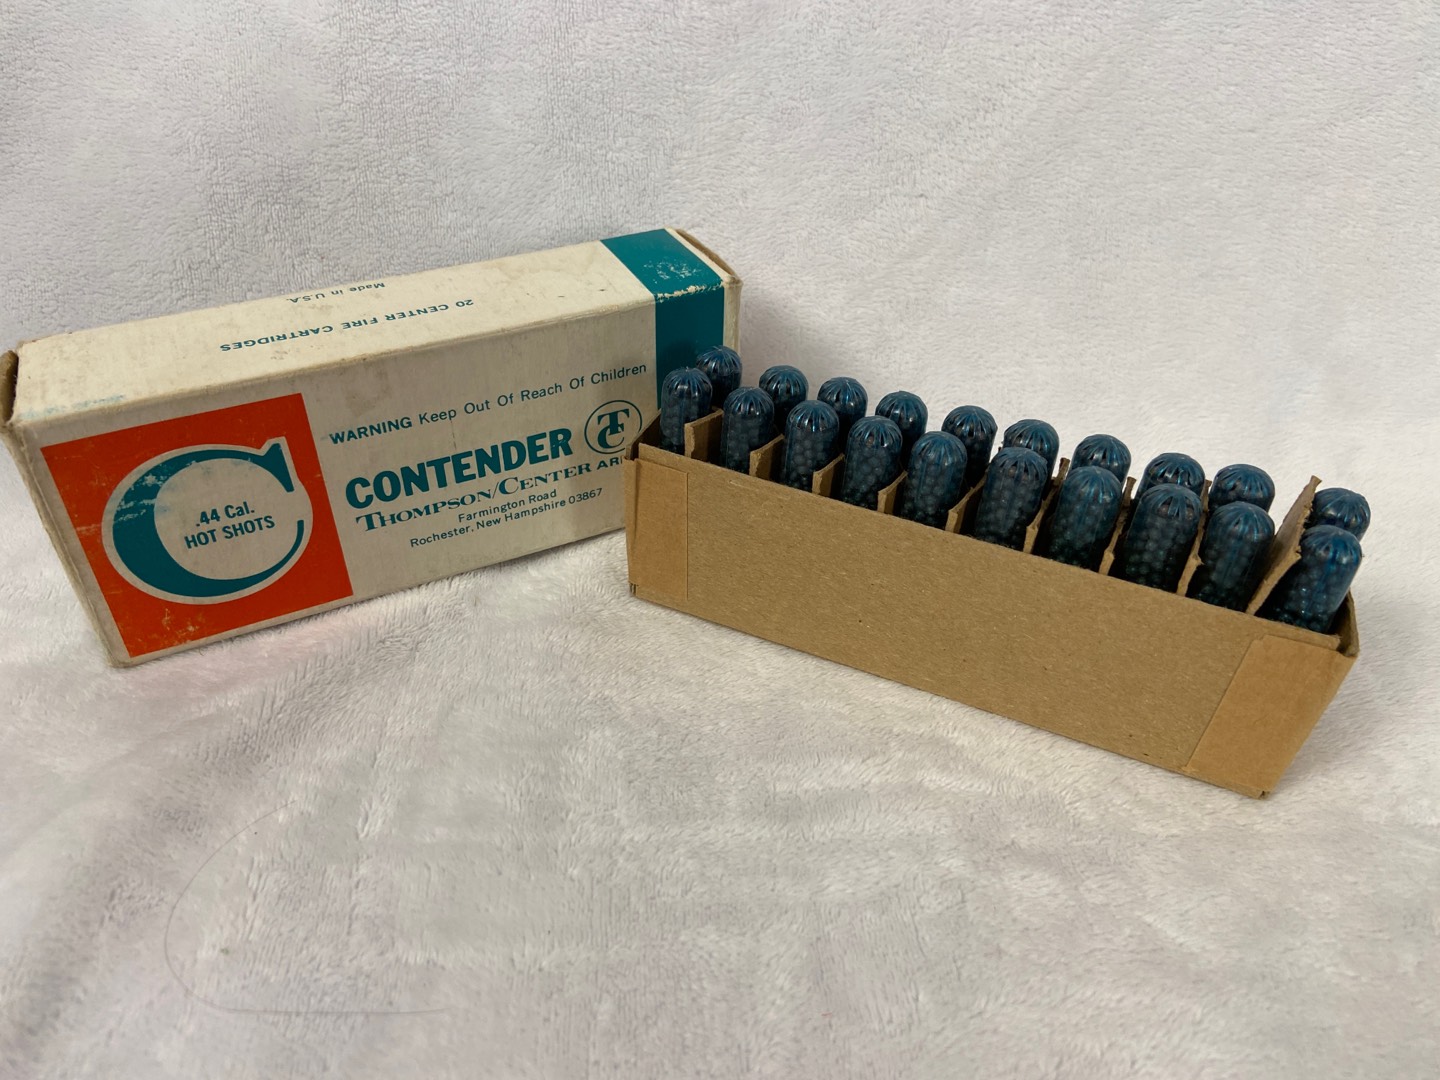 Made in U.S.A.
20 CENTER FIRE CARTRIDGES
WARNING Keep Out Of Reach Of Children
CONTENDER TC
THOMPSON/CENTER
Farmington Road
Rochester, New Hampshire 03867
C
.44 Cal.
HOT SHOTS